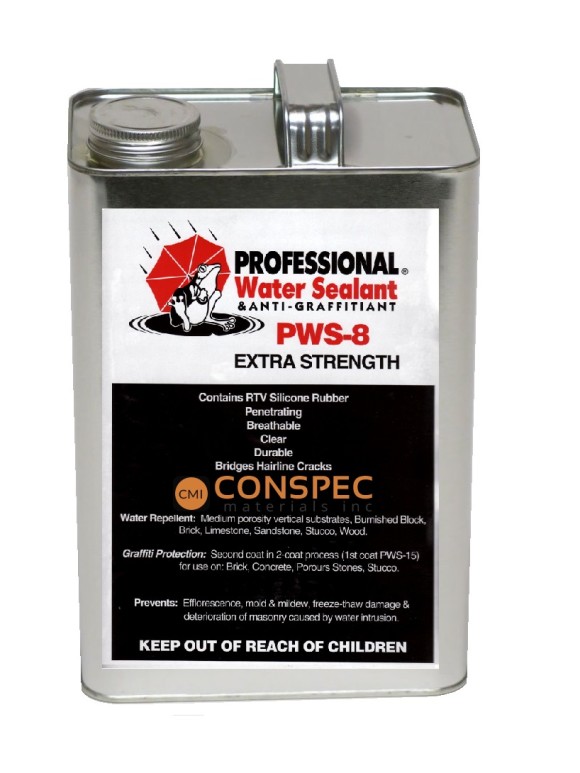 PROFESSIONAL®
Water Sealant
& ANTI-GRAFFITIANT
PWS-8
EXTRA STRENGTH
Contains RTV Silicone Rubber
Penetrating
Breathable
Clear
Durable
Bridges Hairline Cracks
CMI CONSPEC
materials inc
Water Repellent: Medium porosity vertical substrates, Burnished Block,
Brick, Limestone, Sandstone, Stucco, Wood.
Graffiti Protection: Second coat in 2-coat process (1st coat PWS-15)
for use on: Brick, Concrete, Porours Stones, Stucco.
Prevents: Efflorescence, mold & mildew, freeze-thaw damage &
deterioration of masonry caused by water intrusion.
KEEP OUT OF REACH OF CHILDREN